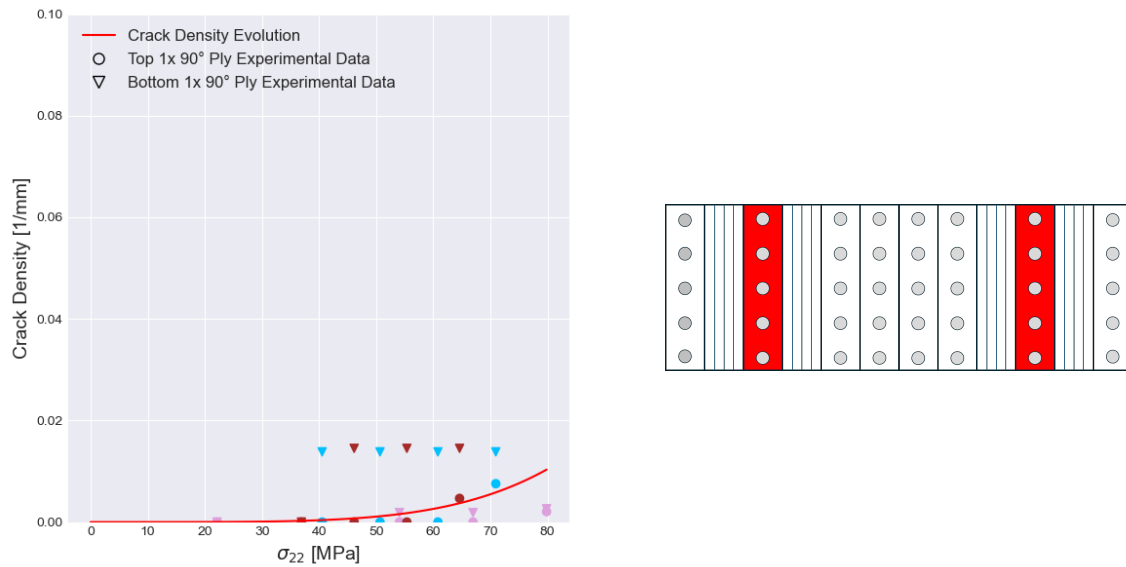 0.10
Crack Density Evolution
Top 1x 90° Ply Experimental Data
Bottom 1x 90° Ply Experimental Data
0.08
0.06
0.04
0.02
0.00
Crack Density [1/mm]
0 10 20 30 40 50 60 70 80
σ₂₂ [MPa]